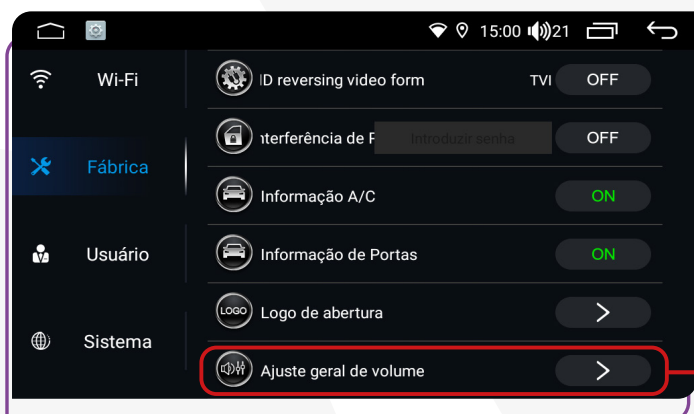 15:00 21
Wi-Fi
Fábrica
Usuário
Sistema
D reversing video form TVI OFF
nterferência de Introduzir senha OFF
Informação A/C ON
Informação de Portas ON
LOGO Logo de abertura
Ajuste geral de volume